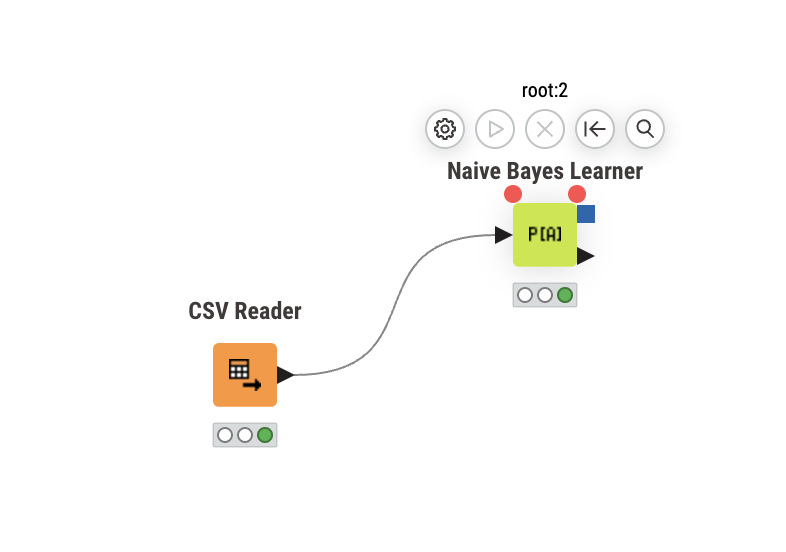 root:2
Naive Bayes Learner
P[A]
CSV Reader